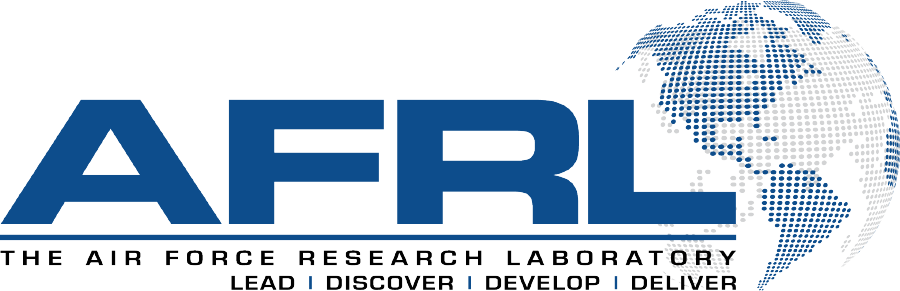 AFRL
THE AIR FORCE RESEARCH LABORATORY
LEAD | DISCOVER | DEVELOP | DELIVER